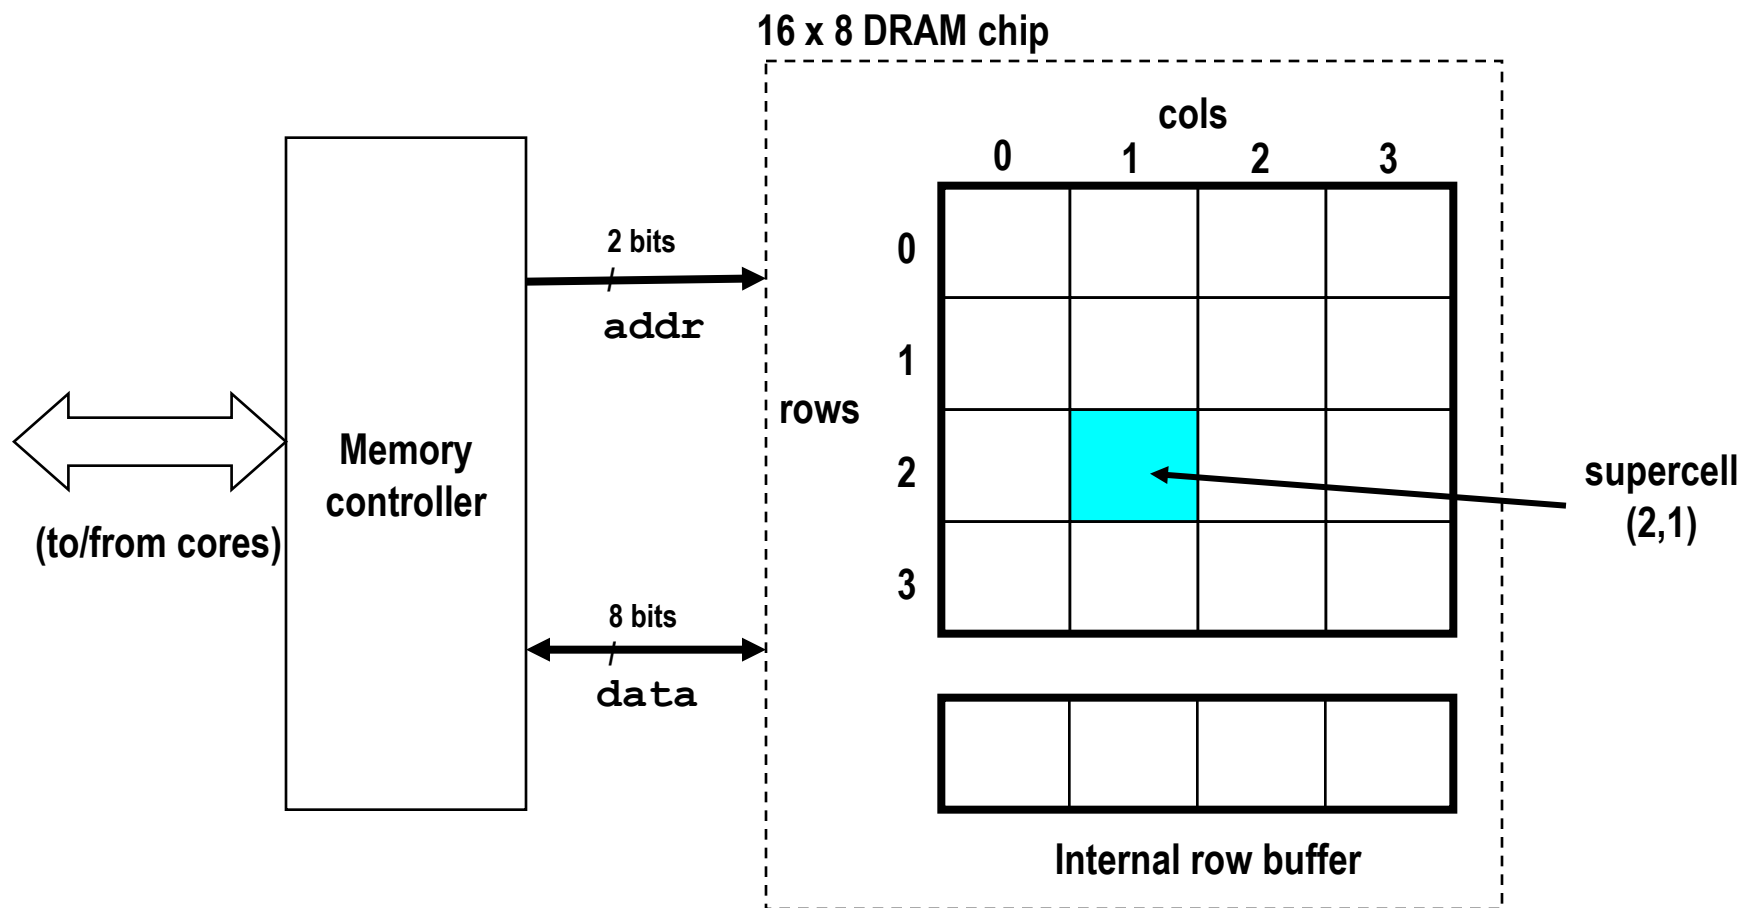 16 x 8 DRAM chip
cols
0 1 2 3
2 bits
addr
0
1
rows
2
3
Memory
controller
(to/from cores)
supercell
(2,1)
8 bits
data
Internal row buffer